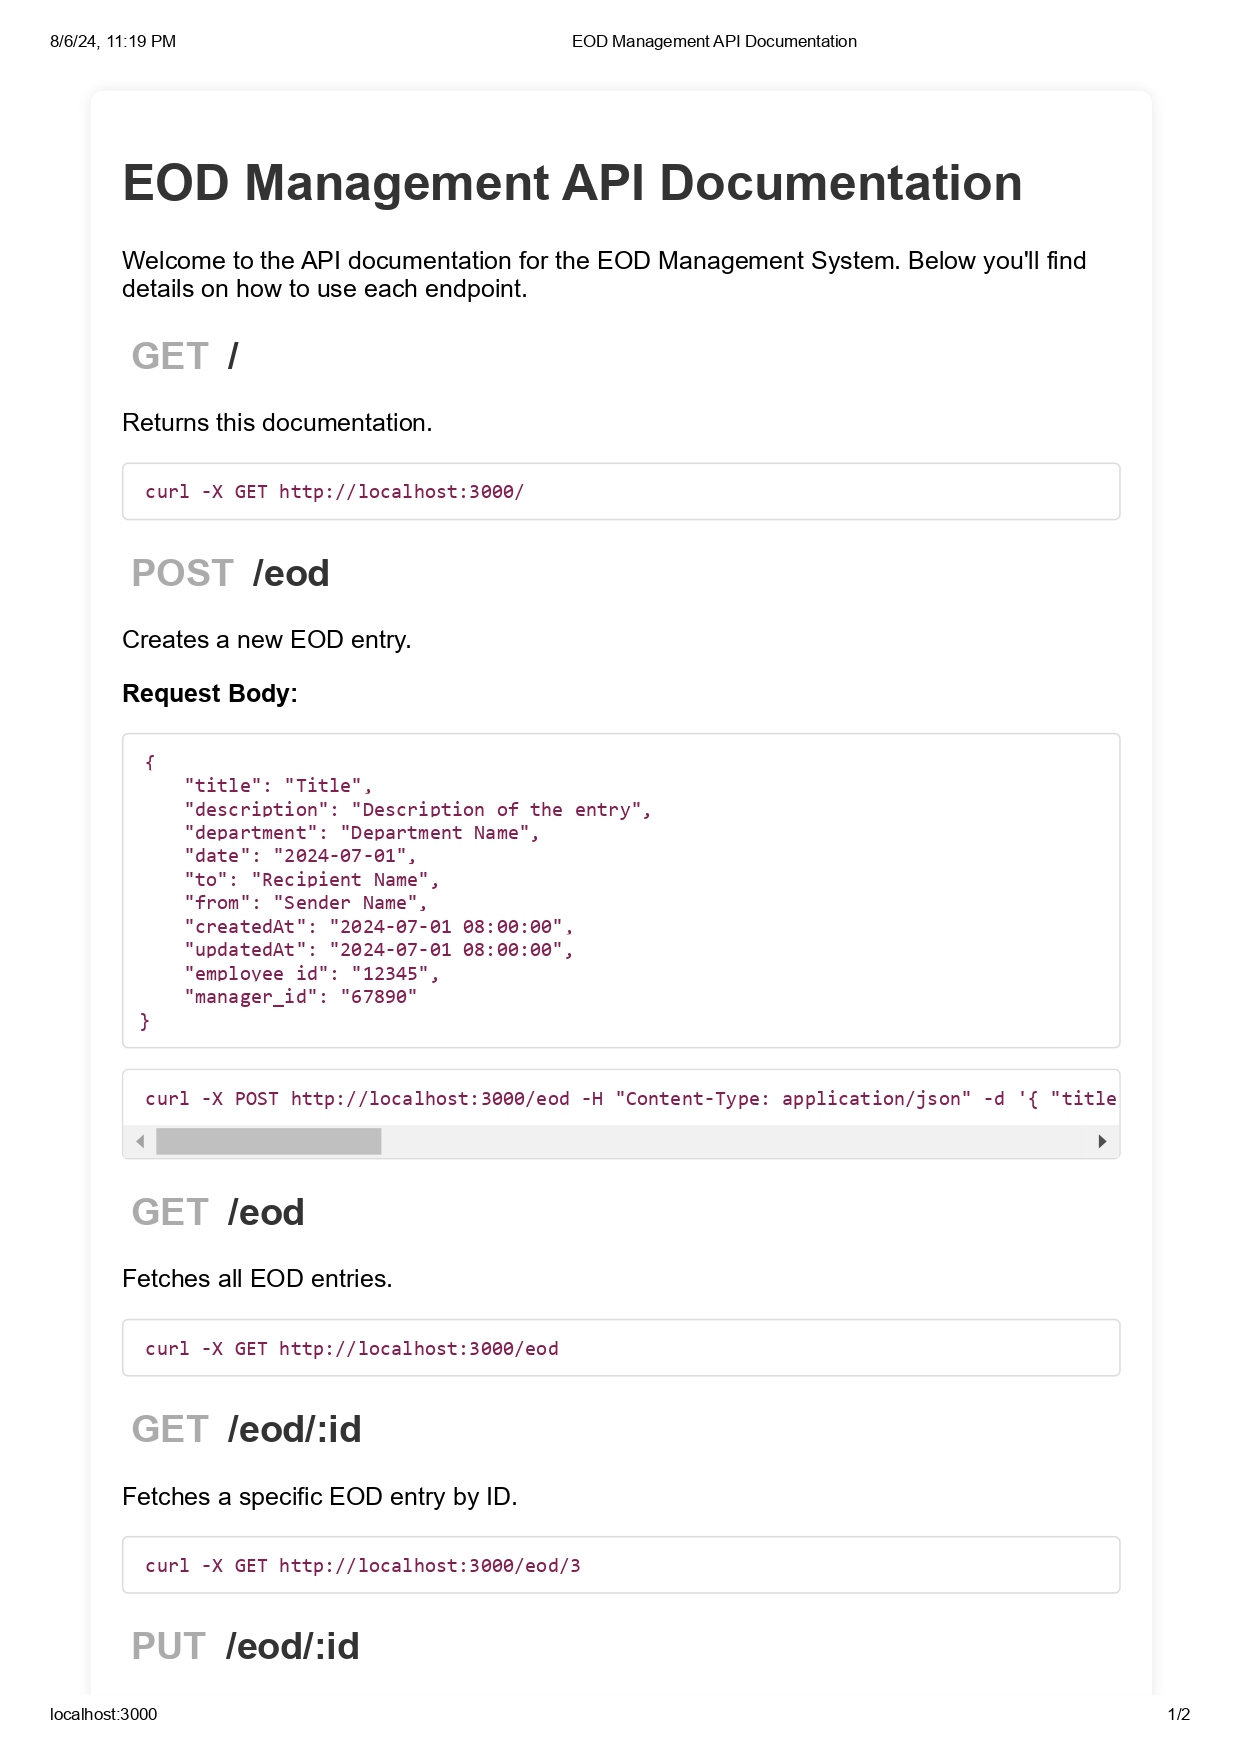 8/6/24, 11:19 PM
EOD Management API Documentation
EOD Management API Documentation
Welcome to the API documentation for the EOD Management System. Below you'll find
details on how to use each endpoint.
GET /
Returns this documentation.
curl -X GET http://localhost:3000/
POST /eod
Creates a new EOD entry.
Request Body:
{
"title": "Title",
"description": "Description of the entry",
"department": "Department Name",
"date": "2024-07-01",
"to": "Recipient Name",
"from": "Sender Name",
"createdAt": "2024-07-01 08:00:00",
"updatedAt": "2024-07-01 08:00:00",
"employee_id": "12345",
"manager_id": "67890"
}
curl -X POST http://localhost:3000/eod -H "Content-Type: application/json" -d '{ "title
GET /eod
Fetches all EOD entries.
curl -X GET http://localhost:3000/eod
GET /eod/:id
Fetches a specific EOD entry by ID.
curl -X GET http://localhost:3000/eod/3
PUT /eod/:id
localhost:3000
1/2